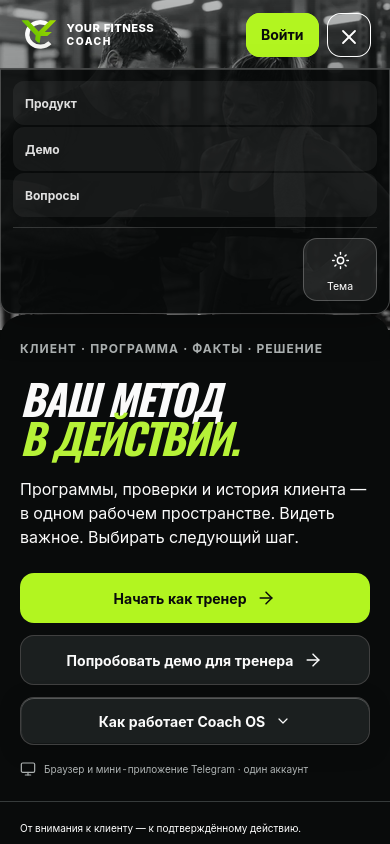 YOUR FITNESS
COACH
Войти
Продукт
Демо
Вопросы
Тема
КЛИЕНТ · ПРОГРАММА · ФАКТЫ · РЕШЕНИЕ
ВАШ МЕТОД
В ДЕЙСТВИИ.
Программы, проверки и история клиента —
в одном рабочем пространстве. Видеть
важное. Выбирать следующий шаг.
Начать как тренер
Попробовать демо для тренера
Как работает Coach OS
Браузер и мини-приложение Telegram · один аккаунт
От внимания к клиенту — к подтверждённому действию.